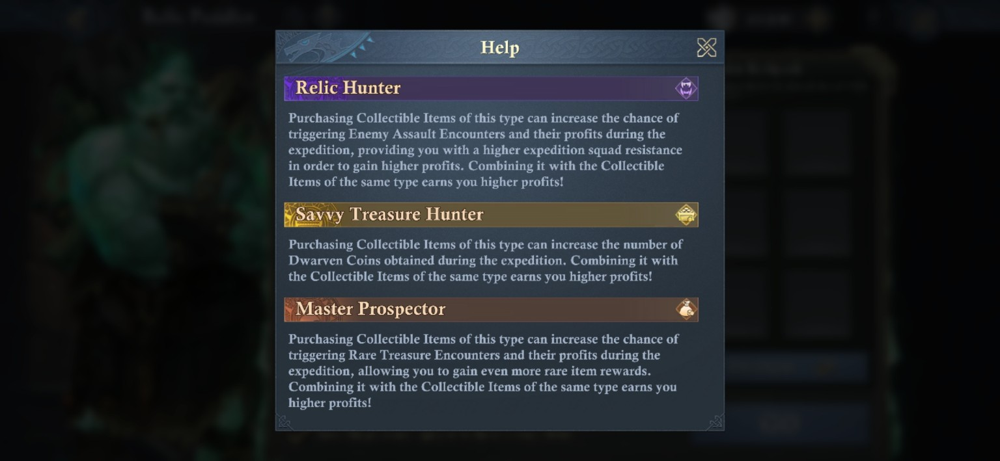 Help
Relic Hunter
Purchasing Collectible Items of this type can increase the chance of
triggering Enemy Assault Encounters and their profits during the
expedition, providing you with a higher expedition squad resistance
in order to gain higher profits. Combining it with the Collectible
Items of the same type earns you higher profits!
Savvy Treasure Hunter
Purchasing Collectible Items of this type can increase the number of
Dwarven Coins obtained during the expedition. Combining it with
the Collectible Items of the same type earns you higher profits!
Master Prospector
Purchasing Collectible Items of this type can increase the chance of
triggering Rare Treasure Encounters and their profits during the
expedition, allowing you to gain even more rare item rewards.
Combining it with the Collectible Items of the same type earns you
higher profits!